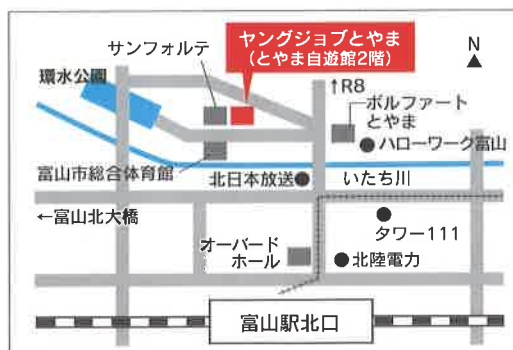 サンフォルテ
ヤングジョブとやま
(とやま自遊館2階)
N
環水公園
↑R8
ボルファート
とやま
ハローワーク富山
富山市総合体育館
北日本放送
いたち川
←富山北大橋
タワー111
オーバード
ホール
北陸電力
富山駅北口